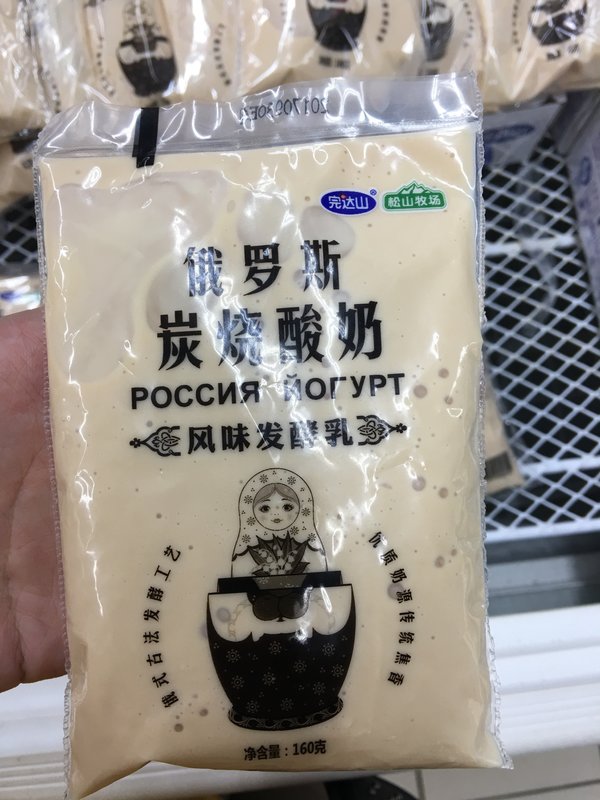 完达山®
松山牧场
俄罗斯
炭烧酸奶
РОССИЯ ЙОГУРТ
风味发酵乳
俄式古法发酵工艺
优质奶源传统焦香
净含量：160克